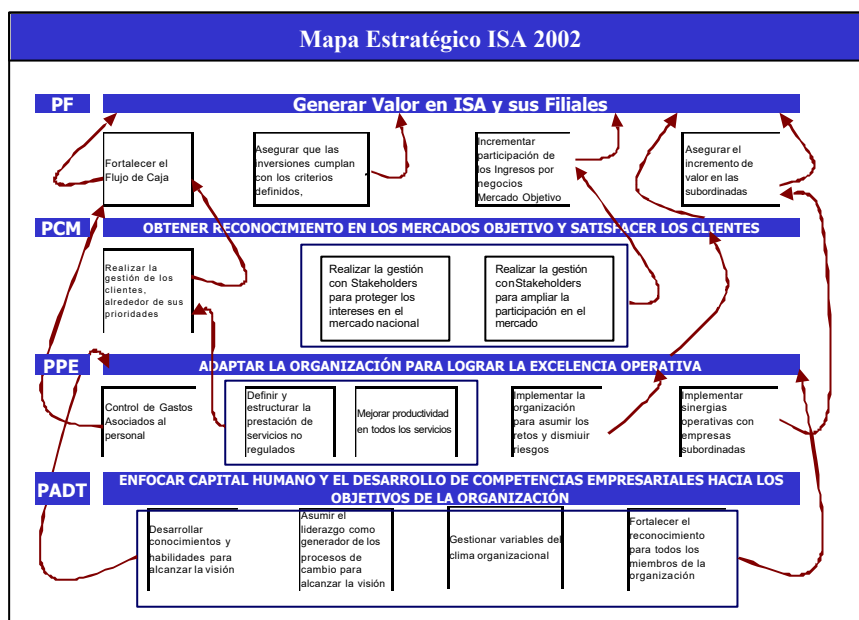 Mapa Estratégico ISA 2002
PF
Generar Valor en ISA y sus Filiales
Fortalecer el
Flujo de Caja
Asegurar que las
inversiones cumplan
con los criterios
definidos,
Incrementar
participación de
los Ingresos por
negocios
Mercado Objetivo
Asegurar el
incremento de
valor en las
subordinadas
PCM
OBTENER RECONOCIMIENTO EN LOS MERCADOS OBJETIVO Y SATISFACER LOS CLIENTES
Realizar la
gestión de los
clientes,
alrededor de sus
prioridades
Realizar la gestión
con Stakeholders
para proteger los
intereses en el
mercado nacional
Realizar la gestión
con Stakeholders
para ampliar la
participación en el
mercado
PPE
ADAPTAR LA ORGANIZACIÓN PARA LOGRAR LA EXCELENCIA OPERATIVA
Control de Gastos
Asociados al
personal
Definir y
estructurar la
prestación de
servicios no
regulados
Mejorar productividad
en todos los servicios
Implementar la
organización
para asumir los
retos y dismiuir
riesgos
Implementar
sinergias
operativas con
empresas
subordinadas
PADT
ENFOCAR CAPITAL HUMANO Y EL DESARROLLO DE COMPETENCIAS EMPRESARIALES HACIA LOS
OBJETIVOS DE LA ORGANIZACIÓN
Desarrollar
conocimientos y
habilidades para
alcanzar la visión
Asumir el
liderazgo como
generador de los
procesos de
cambio para
alcanzar la visión
Gestionar variables del
clima organizacional
Fortalecer el
reconocimiento
para todos los
miembros de la
organización